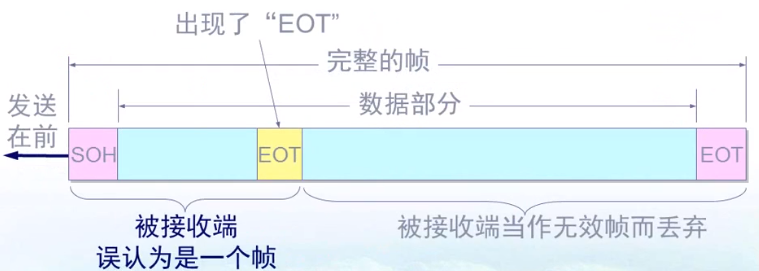 出现了“EOT”
完整的帧
数据部分
发送
在前
SOH
EOT
EOT
被接收端
误认为是一个帧
被接收端当作无效帧而丢弃